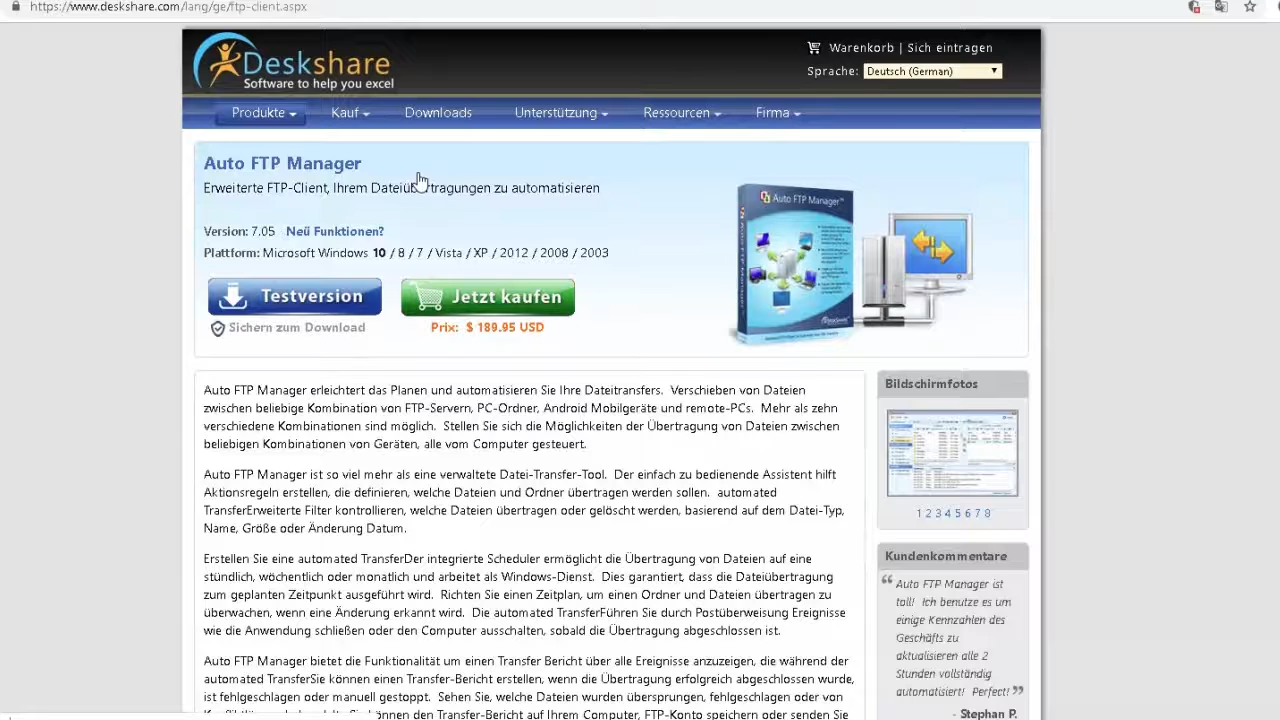 https://www.deskshare.com/lang/ge/ftp-client.aspx
Deskshare
Software to help you excel
Warenkorb | Sich eintragen
Sprache: Deutsch (German)
Produkte Kauf Downloads Unterstützung Ressourcen Firma
Auto FTP Manager
Erweiterte FTP-Client, Ihrem Dateiübertragungen zu automatisieren
Version: 7.05 Neü Funktionen?
Plattform: Microsoft Windows 10 / 8 / 7 / Vista / XP / 2012 / 2008 / 2003
Testversion Jetzt kaufen
Sichern zum Download Prix: $ 189.95 USD
Auto FTP Manager
Auto FTP Manager erleichtert das Planen und automatisieren Sie Ihre Dateitransfers. Verschieben von Dateien
zwischen beliebige Kombination von FTP-Servern, PC-Ordner, Android Mobilgeräte und remote-PCs. Mehr als zehn
verschiedene Kombinationen sind möglich. Stellen Sie sich die Möglichkeiten der Übertragung von Dateien zwischen
beliebigen Kombinationen von Geräten, alle vom Computer gesteuert.
Auto FTP Manager ist so viel mehr als eine verwaltete Datei-Transfer-Tool. Der einfach zu bedienende Assistent hilft
Aktionsregeln erstellen, die definieren, welche Dateien und Ordner übertragen werden sollen. automated
TransferErweiterte Filter kontrollieren, welche Dateien übertragen oder gelöscht werden, basierend auf dem Datei-Typ,
Name, Größe oder Änderung Datum.
Erstellen Sie eine automated TransferDer integrierte Scheduler ermöglicht die Übertragung von Dateien auf eine
stündlich, wöchentlich oder monatlich und arbeitet als Windows-Dienst. Dies garantiert, dass die Dateiübertragung
zum geplanten Zeitpunkt ausgeführt wird. Richten Sie einen Zeitplan, um einen Ordner und Dateien übertragen zu
überwachen, wenn eine Änderung erkannt wird. Die automated TransferFühren Sie durch Postüberweisung Ereignisse
wie die Anwendung schließen oder den Computer ausschalten, sobald die Übertragung abgeschlossen ist.
Auto FTP Manager bietet die Funktionalität um einen Transfer Bericht über alle Ereignisse anzuzeigen, die während der
automated TransferSie können einen Transfer-Bericht erstellen, wenn die Übertragung erfolgreich abgeschlossen wurde,
ist fehlgeschlagen oder manuell gestoppt. Sehen Sie, welche Dateien wurden übersprungen, fehlgeschlagen oder von
können den Transfer-Bericht auf Ihrem Computer, FTP-Konto speichern oder senden Sie
Bildschirmfotos
1 2 3 4 5 6 7 8
Kundenkommentare
“ Auto FTP Manager ist
toll! Ich benutze es um
einige Kennzahlen des
Geschäfts zu
aktualisieren alle 2
Stunden vollständig
automatisiert! Perfect! ”
- Stephan P.